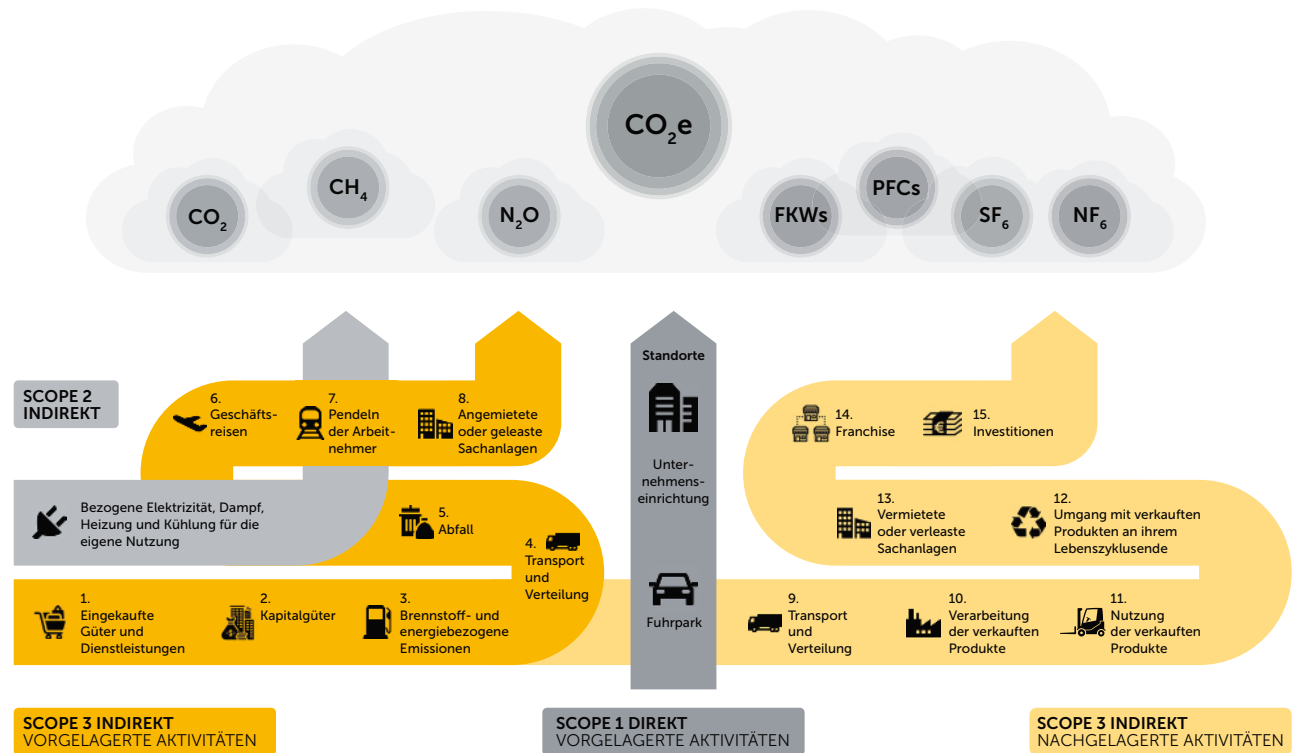 CO₂e
CO₂
CH₄
N₂O
FKWs
PFCs
SF₆
NF₆
SCOPE 2
INDIREKT
6.
Geschäfts-
reisen
7.
Pendeln
der Arbeit-
nehmer
8.
Angemietete
oder geleaste
Sachanlagen
Bezogene Elektrizität, Dampf,
Heizung und Kühlung für die
eigene Nutzung
5.
Abfall
4.
Transport
und
Verteilung
1.
Eingekaufte
Güter und
Dienstleistungen
2.
Kapitalgüter
3.
Brennstoff- und
energiebezogene
Emissionen
Standorte
Unter-
nehmens-
einrichtung
Fuhrpark
14.
Franchise
15.
Investitionen
13.
Vermietete
oder verleaste
Sachanlagen
12.
Umgang mit verkauften
Produkten an ihrem
Lebenszyklusende
9.
Transport
und
Verteilung
10.
Verarbeitung
der verkauften
Produkte
11.
Nutzung
der verkauften
Produkte
SCOPE 3 INDIREKT
VORGELAGERTE AKTIVITÄTEN
SCOPE 1 DIREKT
VORGELAGERTE AKTIVITÄTEN
SCOPE 3 INDIREKT
NACHGELAGERTE AKTIVITÄTEN